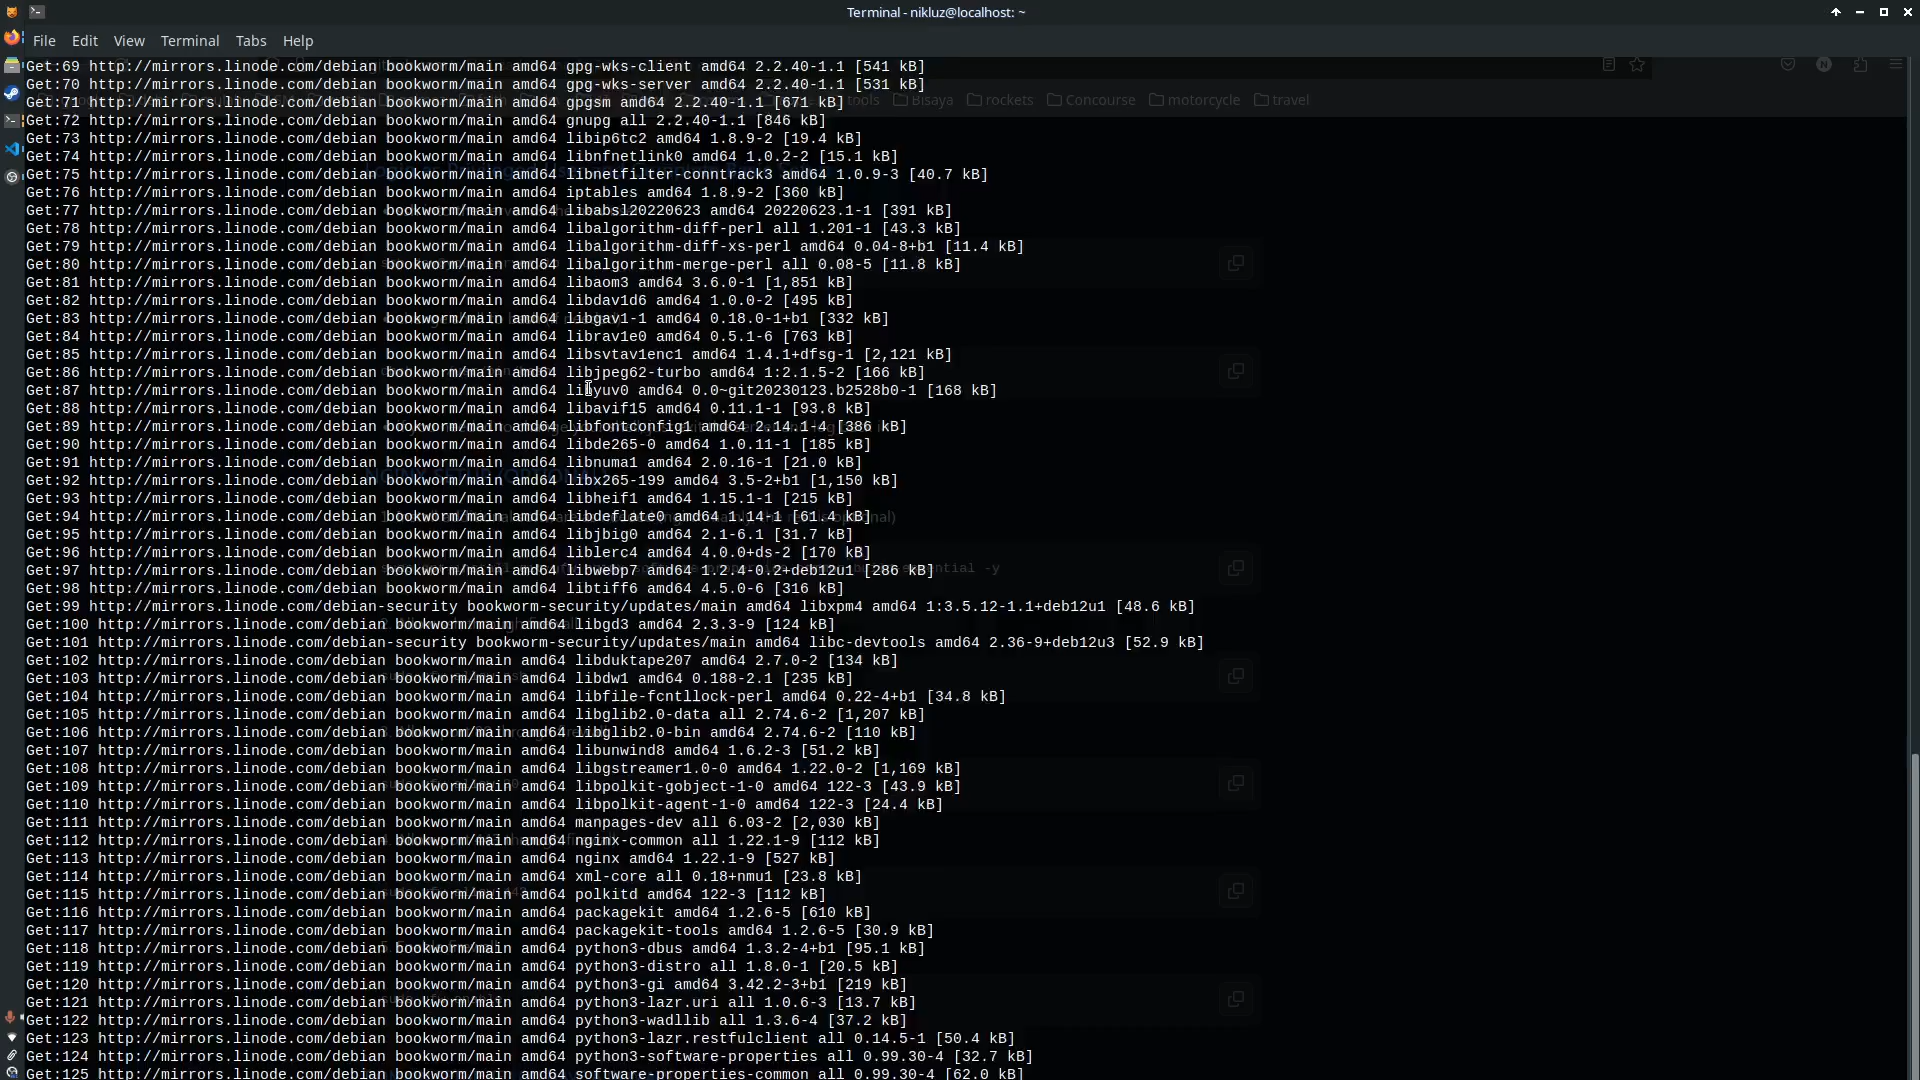 Terminal - nikluz@localhost: ~
File Edit View Terminal Tabs Help
Get:69 http://mirrors.linode.com/debian bookworm/main amd64 gpg-wks-client amd64 2.2.40-1.1 [541 kB]
Get:70 http://mirrors.linode.com/debian bookworm/main amd64 gpg-wks-server amd64 2.2.40-1.1 [531 kB]
Get:71 http://mirrors.linode.com/debian bookworm/main amd64 gpgsm amd64 2.2.40-1.1 [671 kB]
tools Bisaya rockets Concourse motorcycle travel
Get:72 http://mirrors.linode.com/debian bookworm/main amd64 gnupg all 2.2.40-1.1 [846 kB]
Get:73 http://mirrors.linode.com/debian bookworm/main amd64 libip6tc2 amd64 1.8.9-2 [19.4 kB]
Get:74 http://mirrors.linode.com/debian bookworm/main amd64 libnfnetlink0 amd64 1.0.2-2 [15.1 kB]
Get:75 http://mirrors.linode.com/debian bookworm/main amd64 libnetfilter-conntrack3 amd64 1.0.9-3 [40.7 kB]
Get:76 http://mirrors.linode.com/debian bookworm/main amd64 iptables amd64 1.8.9-2 [360 kB]
Get:77 http://mirrors.linode.com/debian bookworm/main amd64 libabsl20220623 amd64 20220623.1-1 [391 kB]
Get:78 http://mirrors.linode.com/debian bookworm/main amd64 libalgorithm-diff-perl all 1.201-1 [43.3 kB]
Get:79 http://mirrors.linode.com/debian bookworm/main amd64 libalgorithm-diff-xs-perl amd64 0.04-8+b1 [11.4 kB]
Get:80 http://mirrors.linode.com/debian bookworm/main amd64 libalgorithm-merge-perl all 0.08-5 [11.8 kB]
Get:81 http://mirrors.linode.com/debian bookworm/main amd64 libaom3 amd64 3.6.0-1 [1,851 kB]
Get:82 http://mirrors.linode.com/debian bookworm/main amd64 libdav1d6 amd64 1.0.0-2 [495 kB]
Get:83 http://mirrors.linode.com/debian bookworm/main amd64 libgav1-1 amd64 0.18.0-1+b1 [332 kB]
Get:84 http://mirrors.linode.com/debian bookworm/main amd64 librav1e0 amd64 0.5.1-6 [763 kB]
Get:85 http://mirrors.linode.com/debian bookworm/main amd64 libsvtav1enc1 amd64 1.4.1+dfsg-1 [2,121 kB]
Get:86 http://mirrors.linode.com/debian bookworm/main amd64 libjpeg62-turbo amd64 1:2.1.5-2 [166 kB]
Get:87 http://mirrors.linode.com/debian bookworm/main amd64 libyuv0 amd64 0.0~git20230123.b2528b0-1 [168 kB]
Get:88 http://mirrors.linode.com/debian bookworm/main amd64 libavif15 amd64 0.11.1-1 [93.8 kB]
Get:89 http://mirrors.linode.com/debian bookworm/main amd64 libfontconfig1 amd64 2.14.1-4 [386 kB]
Get:90 http://mirrors.linode.com/debian bookworm/main amd64 libde265-0 amd64 1.0.11-1 [185 kB]
Get:91 http://mirrors.linode.com/debian bookworm/main amd64 libnuma1 amd64 2.0.16-1 [21.0 kB]
Get:92 http://mirrors.linode.com/debian bookworm/main amd64 libx265-199 amd64 3.5-2+b1 [1,150 kB]
Get:93 http://mirrors.linode.com/debian bookworm/main amd64 libheif1 amd64 1.15.1-1 [215 kB]
Get:94 http://mirrors.linode.com/debian bookworm/main amd64 libdeflate0 amd64 1.14-1 [61.4 kB]
Get:95 http://mirrors.linode.com/debian bookworm/main amd64 libjbig0 amd64 2.1-6.1 [31.7 kB]
Get:96 http://mirrors.linode.com/debian bookworm/main amd64 liblerc4 amd64 4.0.0+ds-2 [170 kB]
Get:97 http://mirrors.linode.com/debian bookworm/main amd64 libwebp7 amd64 1.2.4-0.2+deb12u1 [286 kB]
Get:98 http://mirrors.linode.com/debian bookworm/main amd64 libtiff6 amd64 4.5.0-6 [316 kB]
Get:99 http://mirrors.linode.com/debian-security bookworm-security/updates/main amd64 libxpm4 amd64 1:3.5.12-1.1+deb12u1 [48.6 kB]
Get:100 http://mirrors.linode.com/debian bookworm/main amd64 libgd3 amd64 2.3.3-9 [124 kB]
Get:101 http://mirrors.linode.com/debian-security bookworm-security/updates/main amd64 libc-devtools amd64 2.36-9+deb12u3 [52.9 kB]
Get:102 http://mirrors.linode.com/debian bookworm/main amd64 libduktape207 amd64 2.7.0-2 [134 kB]
Get:103 http://mirrors.linode.com/debian bookworm/main amd64 libdw1 amd64 0.188-2.1 [235 kB]
Get:104 http://mirrors.linode.com/debian bookworm/main amd64 libfile-fcntllock-perl amd64 0.22-4+b1 [34.8 kB]
Get:105 http://mirrors.linode.com/debian bookworm/main amd64 libglib2.0-data all 2.74.6-2 [1,207 kB]
Get:106 http://mirrors.linode.com/debian bookworm/main amd64 libglib2.0-bin amd64 2.74.6-2 [110 kB]
Get:107 http://mirrors.linode.com/debian bookworm/main amd64 libunwind8 amd64 1.6.2-3 [51.2 kB]
Get:108 http://mirrors.linode.com/debian bookworm/main amd64 libgstreamer1.0-0 amd64 1.22.0-2 [1,169 kB]
Get:109 http://mirrors.linode.com/debian bookworm/main amd64 libpolkit-gobject-1-0 amd64 122-3 [43.9 kB]
Get:110 http://mirrors.linode.com/debian bookworm/main amd64 libpolkit-agent-1-0 amd64 122-3 [24.4 kB]
Get:111 http://mirrors.linode.com/debian bookworm/main amd64 manpages-dev all 6.03-2 [2,030 kB]
Get:112 http://mirrors.linode.com/debian bookworm/main amd64 nginx-common all 1.22.1-9 [112 kB]
Get:113 http://mirrors.linode.com/debian bookworm/main amd64 nginx amd64 1.22.1-9 [527 kB]
Get:114 http://mirrors.linode.com/debian bookworm/main amd64 xml-core all 0.18+nmu1 [23.8 kB]
Get:115 http://mirrors.linode.com/debian bookworm/main amd64 polkitd amd64 122-3 [112 kB]
Get:116 http://mirrors.linode.com/debian bookworm/main amd64 packagekit amd64 1.2.6-5 [610 kB]
Get:117 http://mirrors.linode.com/debian bookworm/main amd64 packagekit-tools amd64 1.2.6-5 [30.9 kB]
Get:118 http://mirrors.linode.com/debian bookworm/main amd64 python3-dbus amd64 1.3.2-4+b1 [95.1 kB]
Get:119 http://mirrors.linode.com/debian bookworm/main amd64 python3-distro all 1.8.0-1 [20.5 kB]
Get:120 http://mirrors.linode.com/debian bookworm/main amd64 python3-gi amd64 3.42.2-3+b1 [219 kB]
Get:121 http://mirrors.linode.com/debian bookworm/main amd64 python3-lazr.uri all 1.0.6-3 [13.7 kB]
Get:122 http://mirrors.linode.com/debian bookworm/main amd64 python3-wadllib all 1.3.6-4 [37.2 kB]
Get:123 http://mirrors.linode.com/debian bookworm/main amd64 python3-lazr.restfulclient all 0.14.5-1 [50.4 kB]
Get:124 http://mirrors.linode.com/debian bookworm/main amd64 python3-software-properties all 0.99.30-4 [32.7 kB]
Get:125 http://mirrors.linode.com/debian bookworm/main amd64 software-properties-common all 0.99.30-4 [62.0 kB]